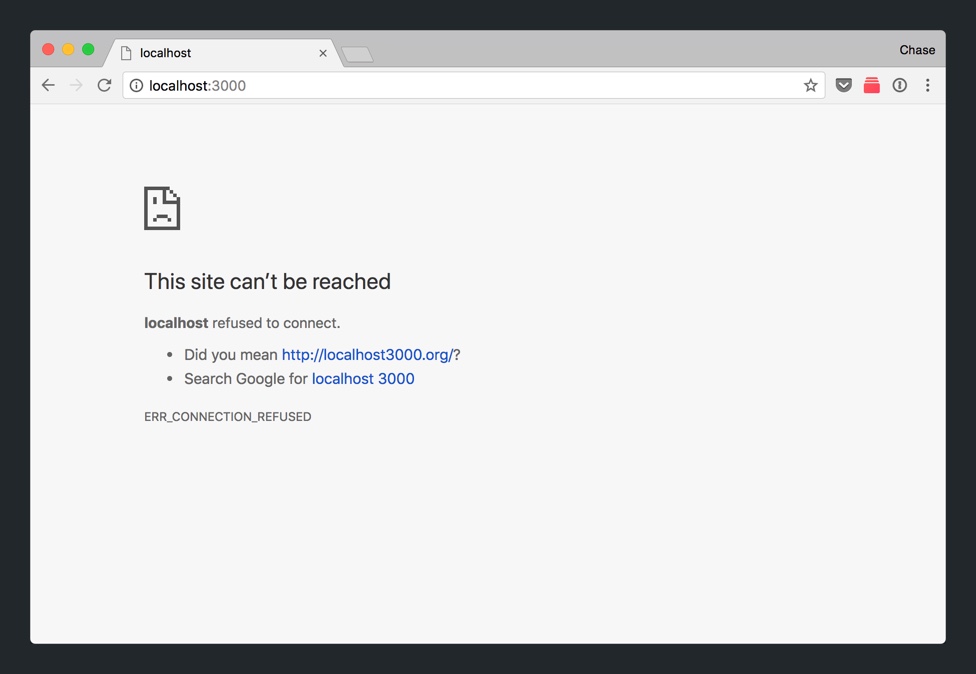 localhost
Chase
localhost:3000
This site can’t be reached
localhost refused to connect.
Did you mean http://localhost3000.org/?
Search Google for localhost 3000
ERR_CONNECTION_REFUSED